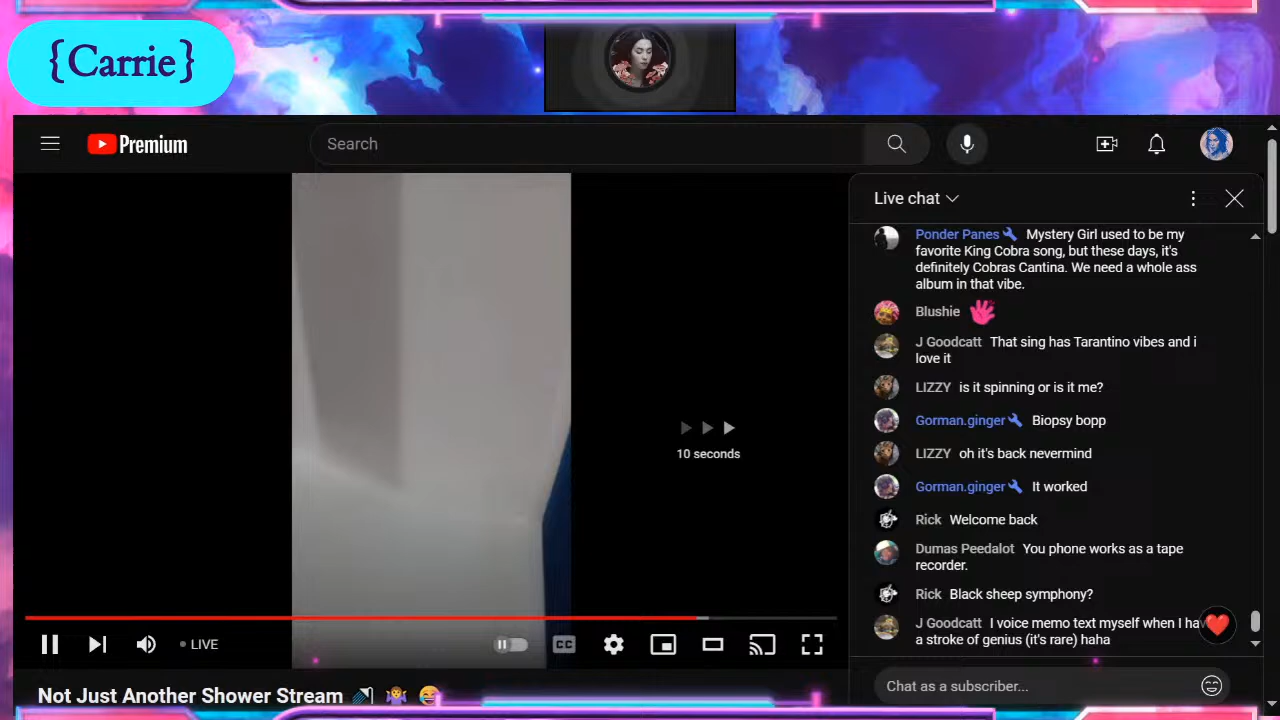 {Carrie}
Premium
Search
Live chat
Ponder Panes Mystery Girl used to be my
favorite King Cobra song, but these days, it's
definitely Cobras Cantina. We need a whole ass
album in that vibe.
Blushie
J Goodcatt That sing has Tarantino vibes and i
love it
LIZZY is it spinning or is it me?
Gorman.ginger Biopsy bopp
LIZZY oh it's back nevermind
Gorman.ginger It worked
Rick Welcome back
Dumas Peedalot You phone works as a tape
recorder.
Rick Black sheep symphony?
J Goodcatt I voice memo text myself when I ha
a stroke of genius (it's rare) haha
10 seconds
LIVE
CC
Chat as a subscriber...
Not Just Another Shower Stream